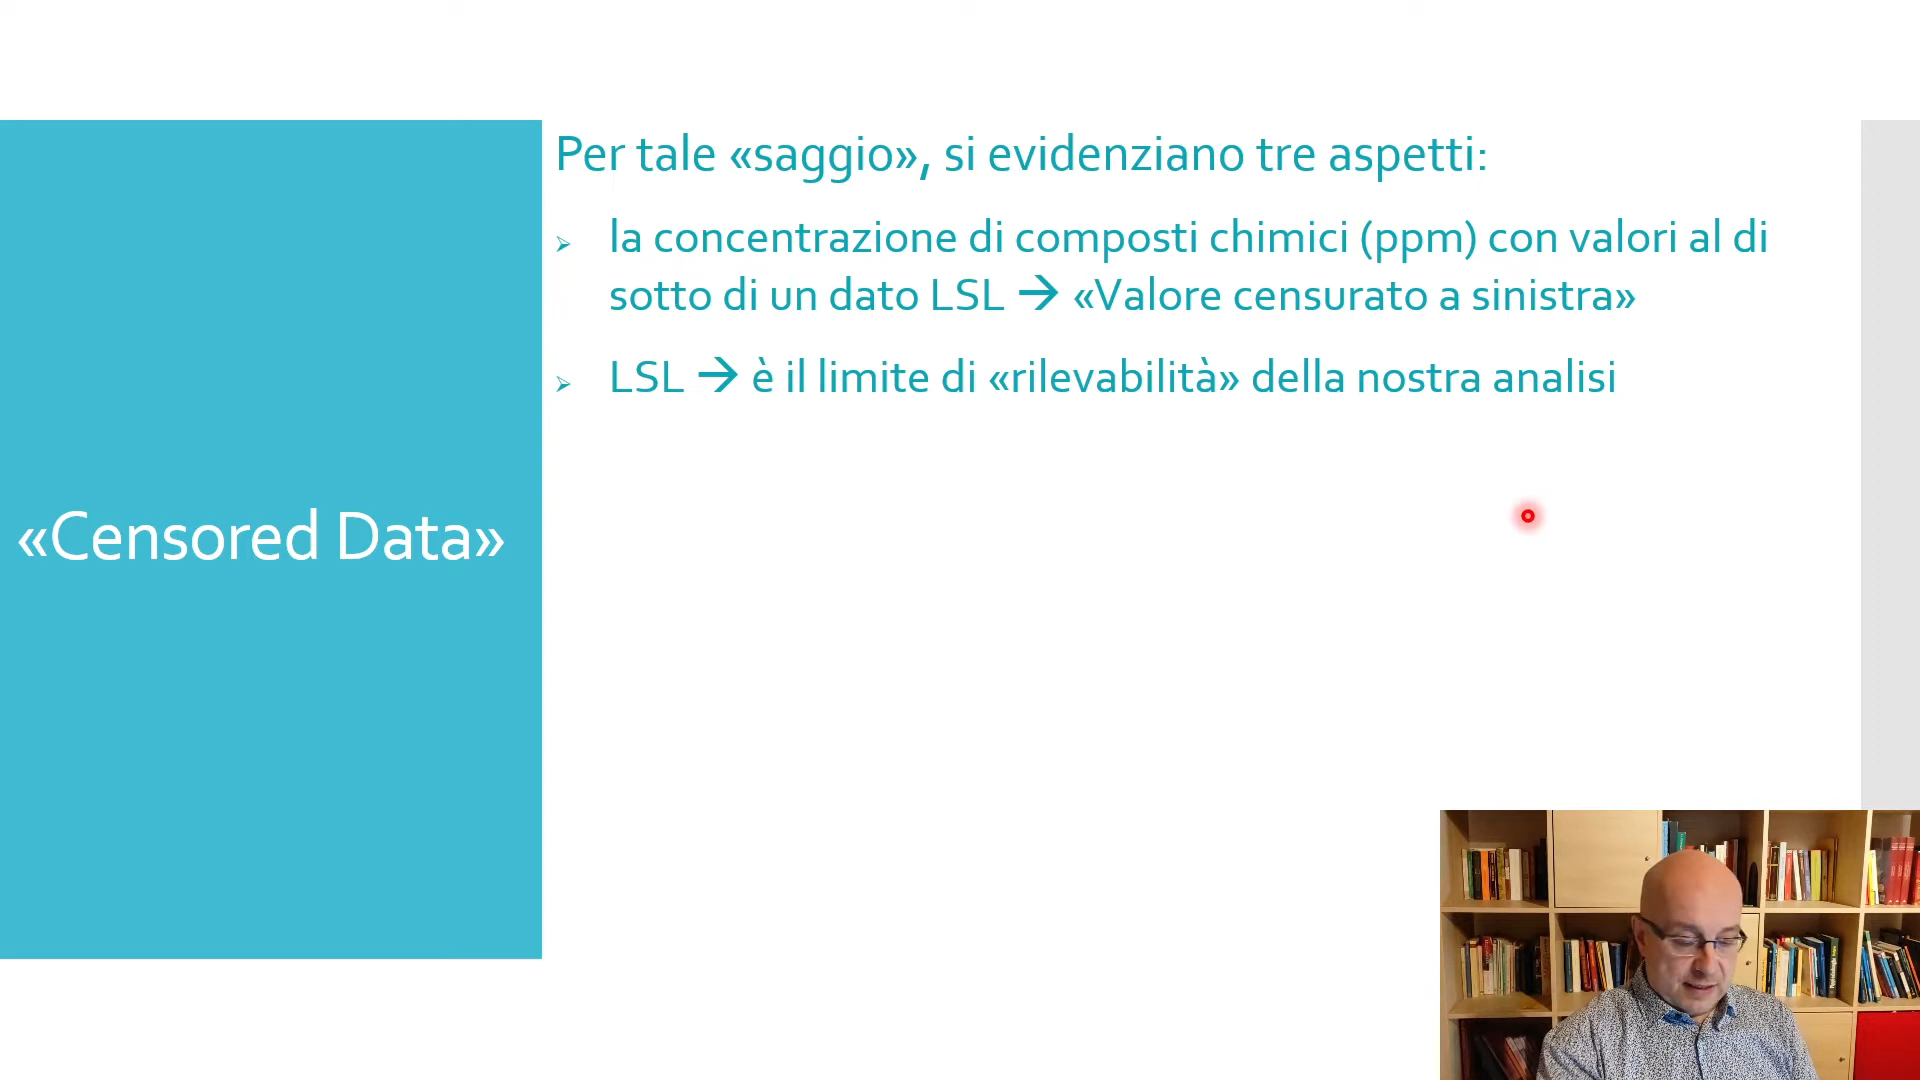 Per tale «saggio», si evidenziano tre aspetti:
la concentrazione di composti chimici (ppm) con valori al di
sotto di un dato LSL → «Valore censurato a sinistra»
LSL → è il limite di «rilevabilità» della nostra analisi
«Censored Data»